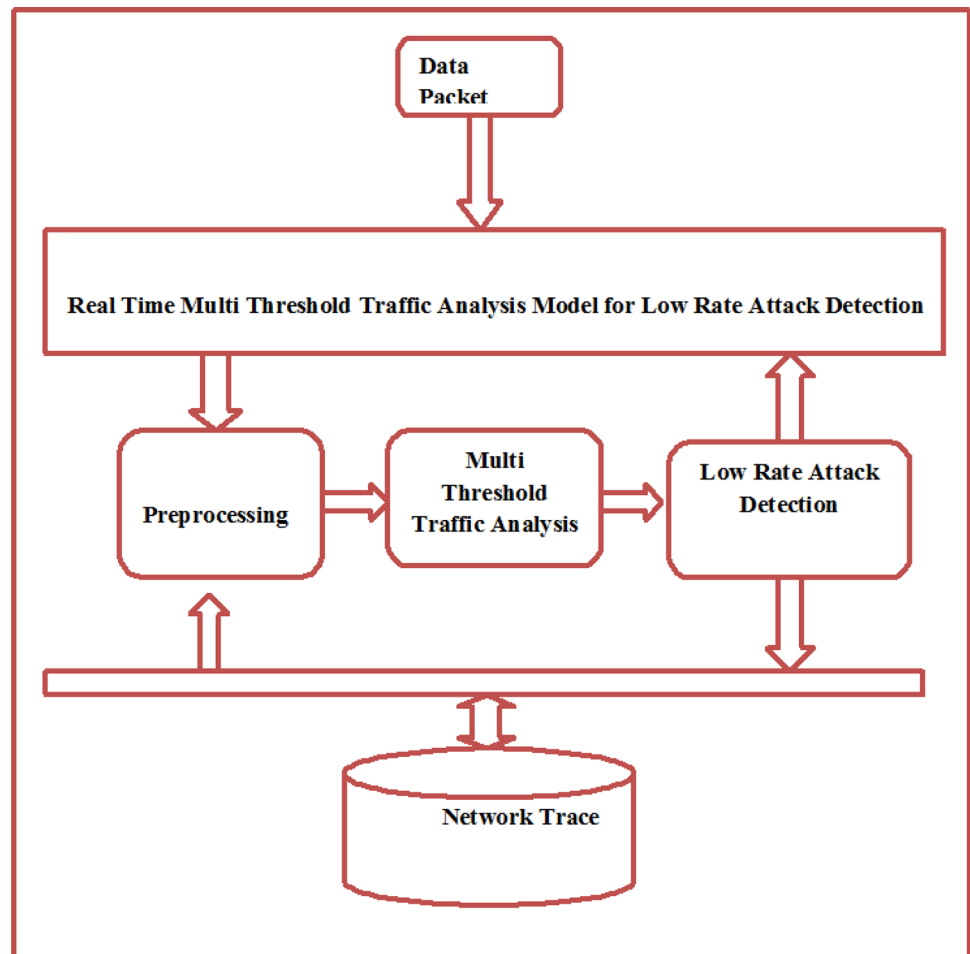 Data
Packet
Real Time Multi Threshold Traffic Analysis Model for Low Rate Attack Detection
Preprocessing
Multi
Threshold
Traffic Analysis
Low Rate Attack
Detection
Network Trace